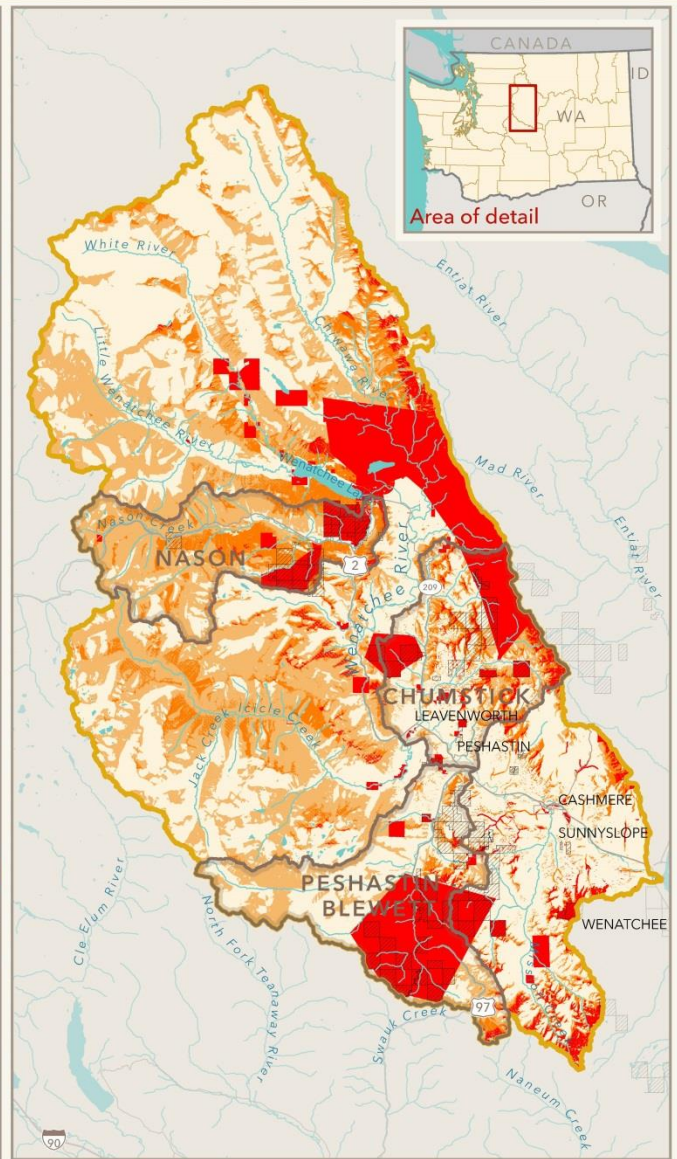 CANADA
ID
WA
OR
Area of detail
White River
Entiat River
Chiwawa River
Little Wenatchee River
Wenatchee Lake
Mad River
Entiat River
Nason Creek
NASON
2
Wenatchee River
209
CHUMSTICK
LEAVENWORTH
Icicle Creek
Jack Creek
PESHASTIN
CASHMERE
SUNNYSLOPE
PESHASTIN
BLEWETT
WENATCHEE
Cle Elum River
North Fork Teanaway River
97
Swauk Creek
Naneum Creek
90